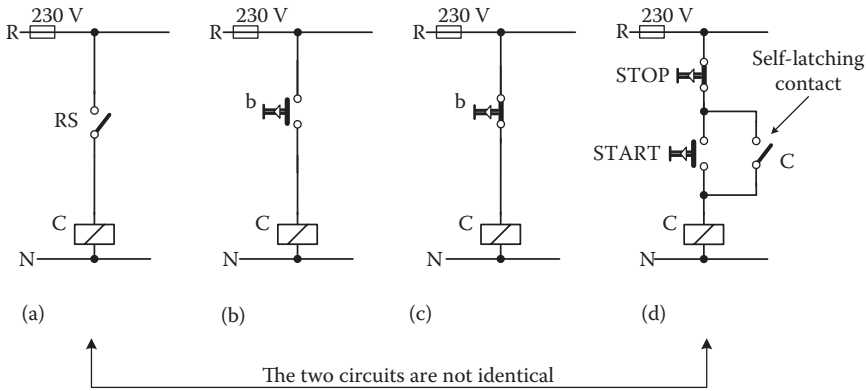 230 V
R
RS
C
N
(a)
230 V
R
b
C
N
(b)
230 V
R
b
C
N
(c)
230 V
R
STOP
Self-latching
contact
START
C
C
N
(d)
The two circuits are not identical